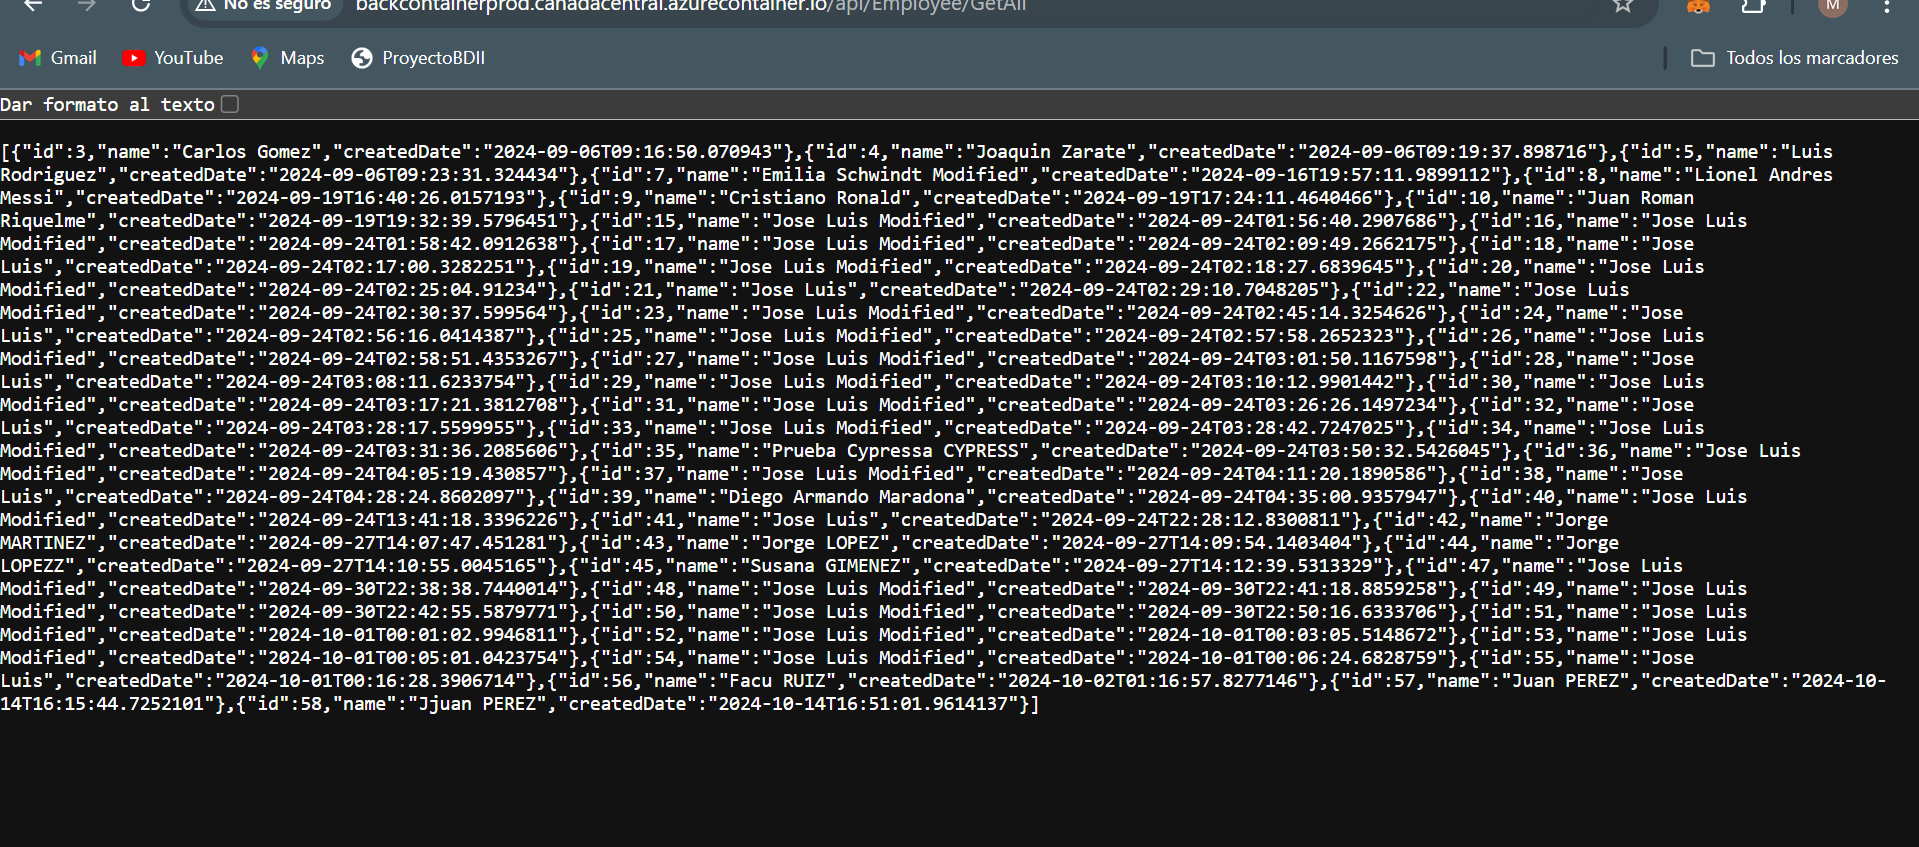 No es seguro backcontainerprod.canadacentral.azurecontainer.io/api/Employee/GetAll M
Gmail YouTube Maps ProyectoBDII Todos los marcadores
Dar formato al texto
[{"id":3,"name":"Carlos Gomez","createdDate":"2024-09-06T09:16:50.070943"},{"id":4,"name":"Joaquin Zarate","createdDate":"2024-09-06T09:19:37.898716"},{"id":5,"name":"Luis
Rodriguez","createdDate":"2024-09-06T09:23:31.324434"},{"id":7,"name":"Emilia Schwindt Modified","createdDate":"2024-09-16T19:57:11.9899112"},{"id":8,"name":"Lionel Andres
Messi","createdDate":"2024-09-19T16:40:26.0157193"},{"id":9,"name":"Cristiano Ronald","createdDate":"2024-09-19T17:24:11.4640466"},{"id":10,"name":"Juan Roman
Riquelme","createdDate":"2024-09-19T19:32:39.5796451"},{"id":15,"name":"Jose Luis Modified","createdDate":"2024-09-24T01:56:40.2907686"},{"id":16,"name":"Jose Luis
Modified","createdDate":"2024-09-24T01:58:42.0912638"},{"id":17,"name":"Jose Luis Modified","createdDate":"2024-09-24T02:09:49.2662175"},{"id":18,"name":"Jose
Luis","createdDate":"2024-09-24T02:17:00.3282251"},{"id":19,"name":"Jose Luis Modified","createdDate":"2024-09-24T02:18:27.6839645"},{"id":20,"name":"Jose Luis
Modified","createdDate":"2024-09-24T02:25:04.91234"},{"id":21,"name":"Jose Luis","createdDate":"2024-09-24T02:29:10.7048205"},{"id":22,"name":"Jose Luis
Modified","createdDate":"2024-09-24T02:30:37.599564"},{"id":23,"name":"Jose Luis Modified","createdDate":"2024-09-24T02:45:14.3254626"},{"id":24,"name":"Jose
Luis","createdDate":"2024-09-24T02:56:16.0414387"},{"id":25,"name":"Jose Luis Modified","createdDate":"2024-09-24T02:57:58.2652323"},{"id":26,"name":"Jose Luis
Modified","createdDate":"2024-09-24T02:58:51.4353267"},{"id":27,"name":"Jose Luis Modified","createdDate":"2024-09-24T03:01:50.1167598"},{"id":28,"name":"Jose
Luis","createdDate":"2024-09-24T03:08:11.6233754"},{"id":29,"name":"Jose Luis Modified","createdDate":"2024-09-24T03:10:12.9901442"},{"id":30,"name":"Jose Luis
Modified","createdDate":"2024-09-24T03:17:21.3812708"},{"id":31,"name":"Jose Luis Modified","createdDate":"2024-09-24T03:26:26.1497234"},{"id":32,"name":"Jose
Luis","createdDate":"2024-09-24T03:28:17.5599955"},{"id":33,"name":"Jose Luis Modified","createdDate":"2024-09-24T03:28:42.7247025"},{"id":34,"name":"Jose Luis
Modified","createdDate":"2024-09-24T03:31:36.2085606"},{"id":35,"name":"Prueba Cypressa CYPRESS","createdDate":"2024-09-24T03:50:32.5426045"},{"id":36,"name":"Jose Luis
Modified","createdDate":"2024-09-24T04:05:19.430857"},{"id":37,"name":"Jose Luis Modified","createdDate":"2024-09-24T04:11:20.1890586"},{"id":38,"name":"Jose
Luis","createdDate":"2024-09-24T04:28:24.8602097"},{"id":39,"name":"Diego Armando Maradona","createdDate":"2024-09-24T04:35:00.9357947"},{"id":40,"name":"Jose Luis
Modified","createdDate":"2024-09-24T13:41:18.3396226"},{"id":41,"name":"Jose Luis","createdDate":"2024-09-24T22:28:12.8300811"},{"id":42,"name":"Jorge
MARTINEZ","createdDate":"2024-09-27T14:07:47.451281"},{"id":43,"name":"Jorge LOPEZ","createdDate":"2024-09-27T14:09:54.1403404"},{"id":44,"name":"Jorge
LOPEZZ","createdDate":"2024-09-27T14:10:55.0045165"},{"id":45,"name":"Susana GIMENEZ","createdDate":"2024-09-27T14:12:39.5313329"},{"id":47,"name":"Jose Luis
Modified","createdDate":"2024-09-30T22:38:38.7440014"},{"id":48,"name":"Jose Luis Modified","createdDate":"2024-09-30T22:41:18.8859258"},{"id":49,"name":"Jose Luis
Modified","createdDate":"2024-09-30T22:42:55.5879771"},{"id":50,"name":"Jose Luis Modified","createdDate":"2024-09-30T22:50:16.6333706"},{"id":51,"name":"Jose Luis
Modified","createdDate":"2024-10-01T00:01:02.9946811"},{"id":52,"name":"Jose Luis Modified","createdDate":"2024-10-01T00:03:05.5148672"},{"id":53,"name":"Jose Luis
Modified","createdDate":"2024-10-01T00:05:01.0423754"},{"id":54,"name":"Jose Luis Modified","createdDate":"2024-10-01T00:06:24.6828759"},{"id":55,"name":"Jose
Luis","createdDate":"2024-10-01T00:16:28.3906714"},{"id":56,"name":"Facu RUIZ","createdDate":"2024-10-02T01:16:57.8277146"},{"id":57,"name":"Juan PEREZ","createdDate":"2024-10-
14T16:15:44.7252101"},{"id":58,"name":"Jjuan PEREZ","createdDate":"2024-10-14T16:51:01.9614137"}]